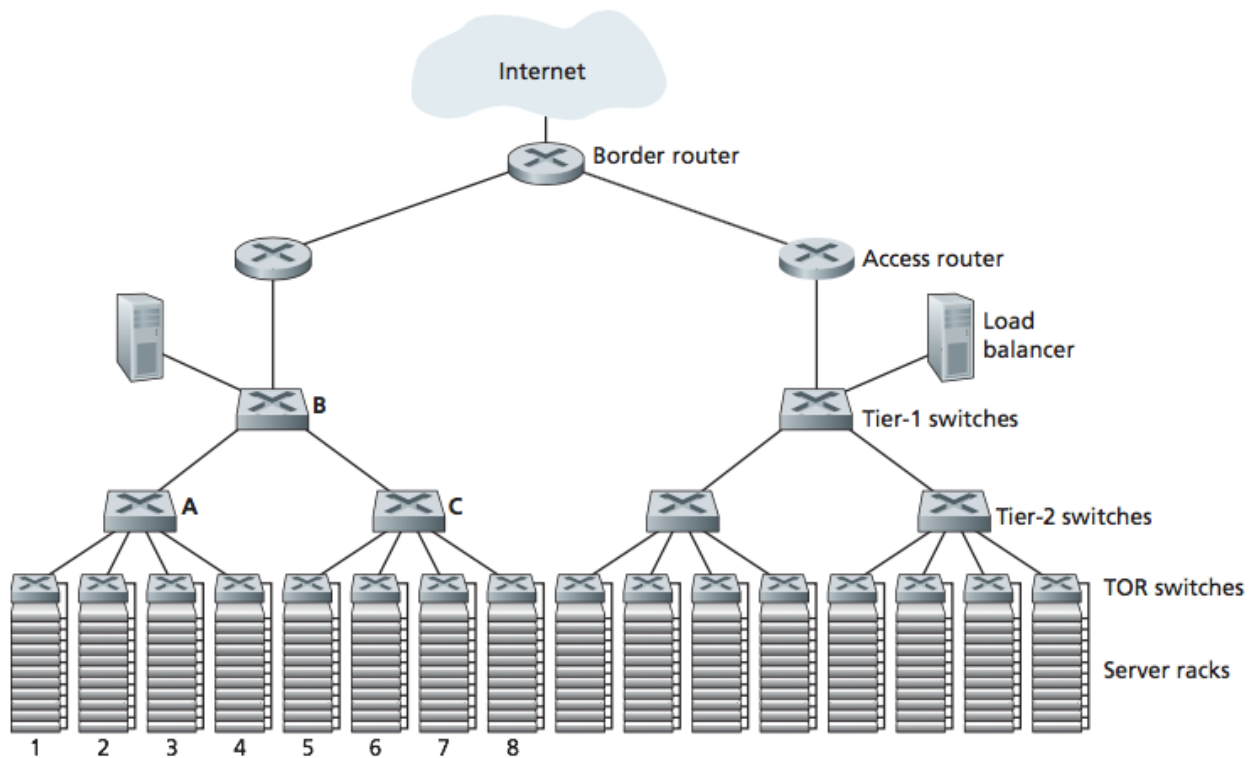 Internet
Border router
Access router
Load
balancer
B
Tier-1 switches
A
C
Tier-2 switches
TOR switches
Server racks
1 2 3 4 5 6 7 8